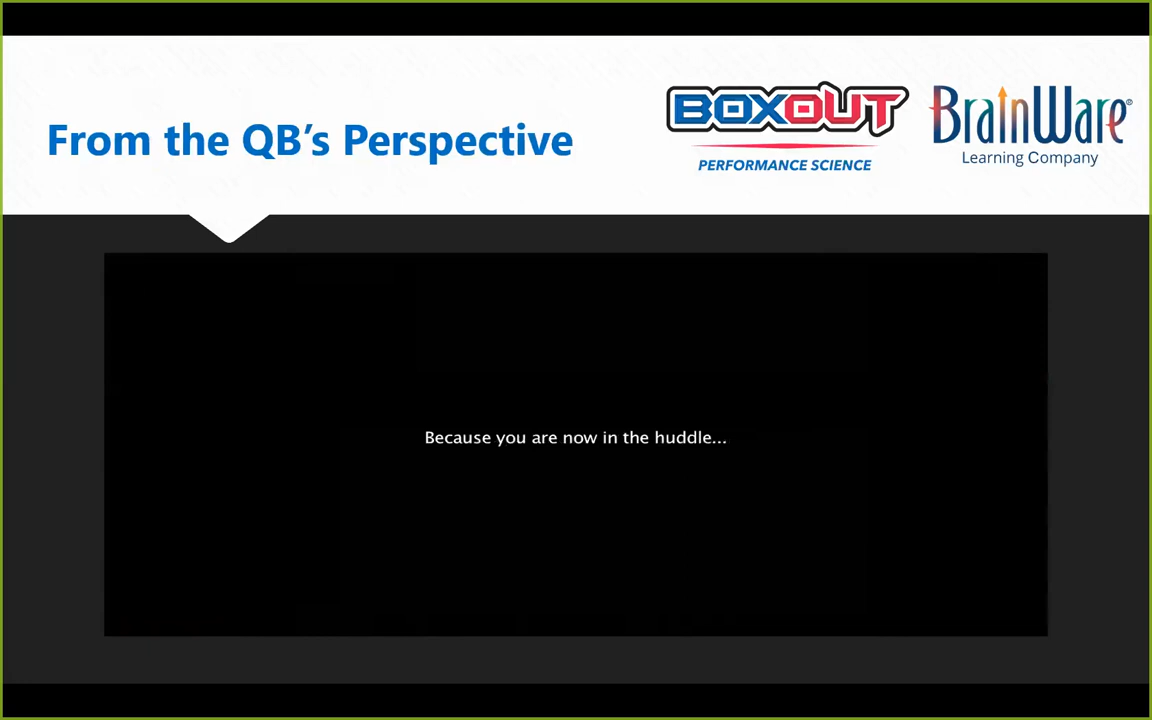 From the QB’s Perspective
BOXOUT
PERFORMANCE SCIENCE
BrainWare®
Learning Company
Because you are now in the huddle...